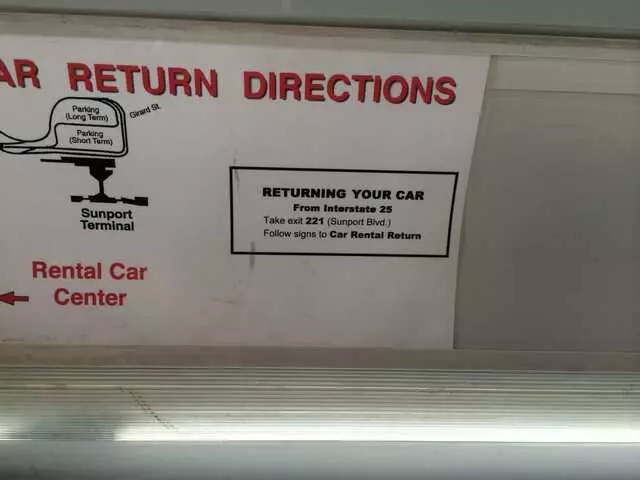 AR RETURN DIRECTIONS
Parking
(Long Term)
Girard St.
Parking
(Short Term)
Sunport
Terminal
RETURNING YOUR CAR
From Interstate 25
Take exit 221 (Sunport Blvd.)
Follow signs to Car Rental Return
Rental Car
Center